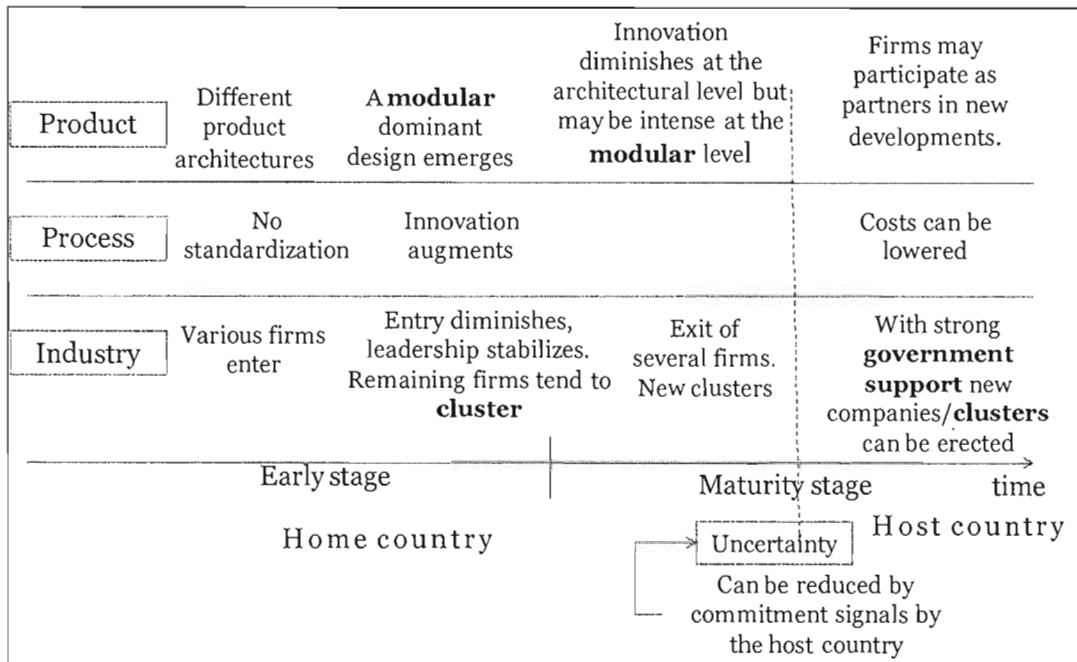 Product
Different
product
architectures
A modular
dominant
design emerges
Innovation
diminishes at the
architectural level but
may be intense at the
modular level
Firms may
participate as
partners in new
developments.
Process
No
standardization
Innovation
augments
Costs can be
lowered
Industry
Various firms
enter
Entry diminishes,
leadership stabilizes.
Remaining firms tend to
cluster
Exit of
several firms.
New clusters
With strong
government
support new
companies/clusters
can be erected
Early stage
Maturity stage
time
Home country
Host country
Uncertainty
Can be reduced by
commitment signals by
the host country